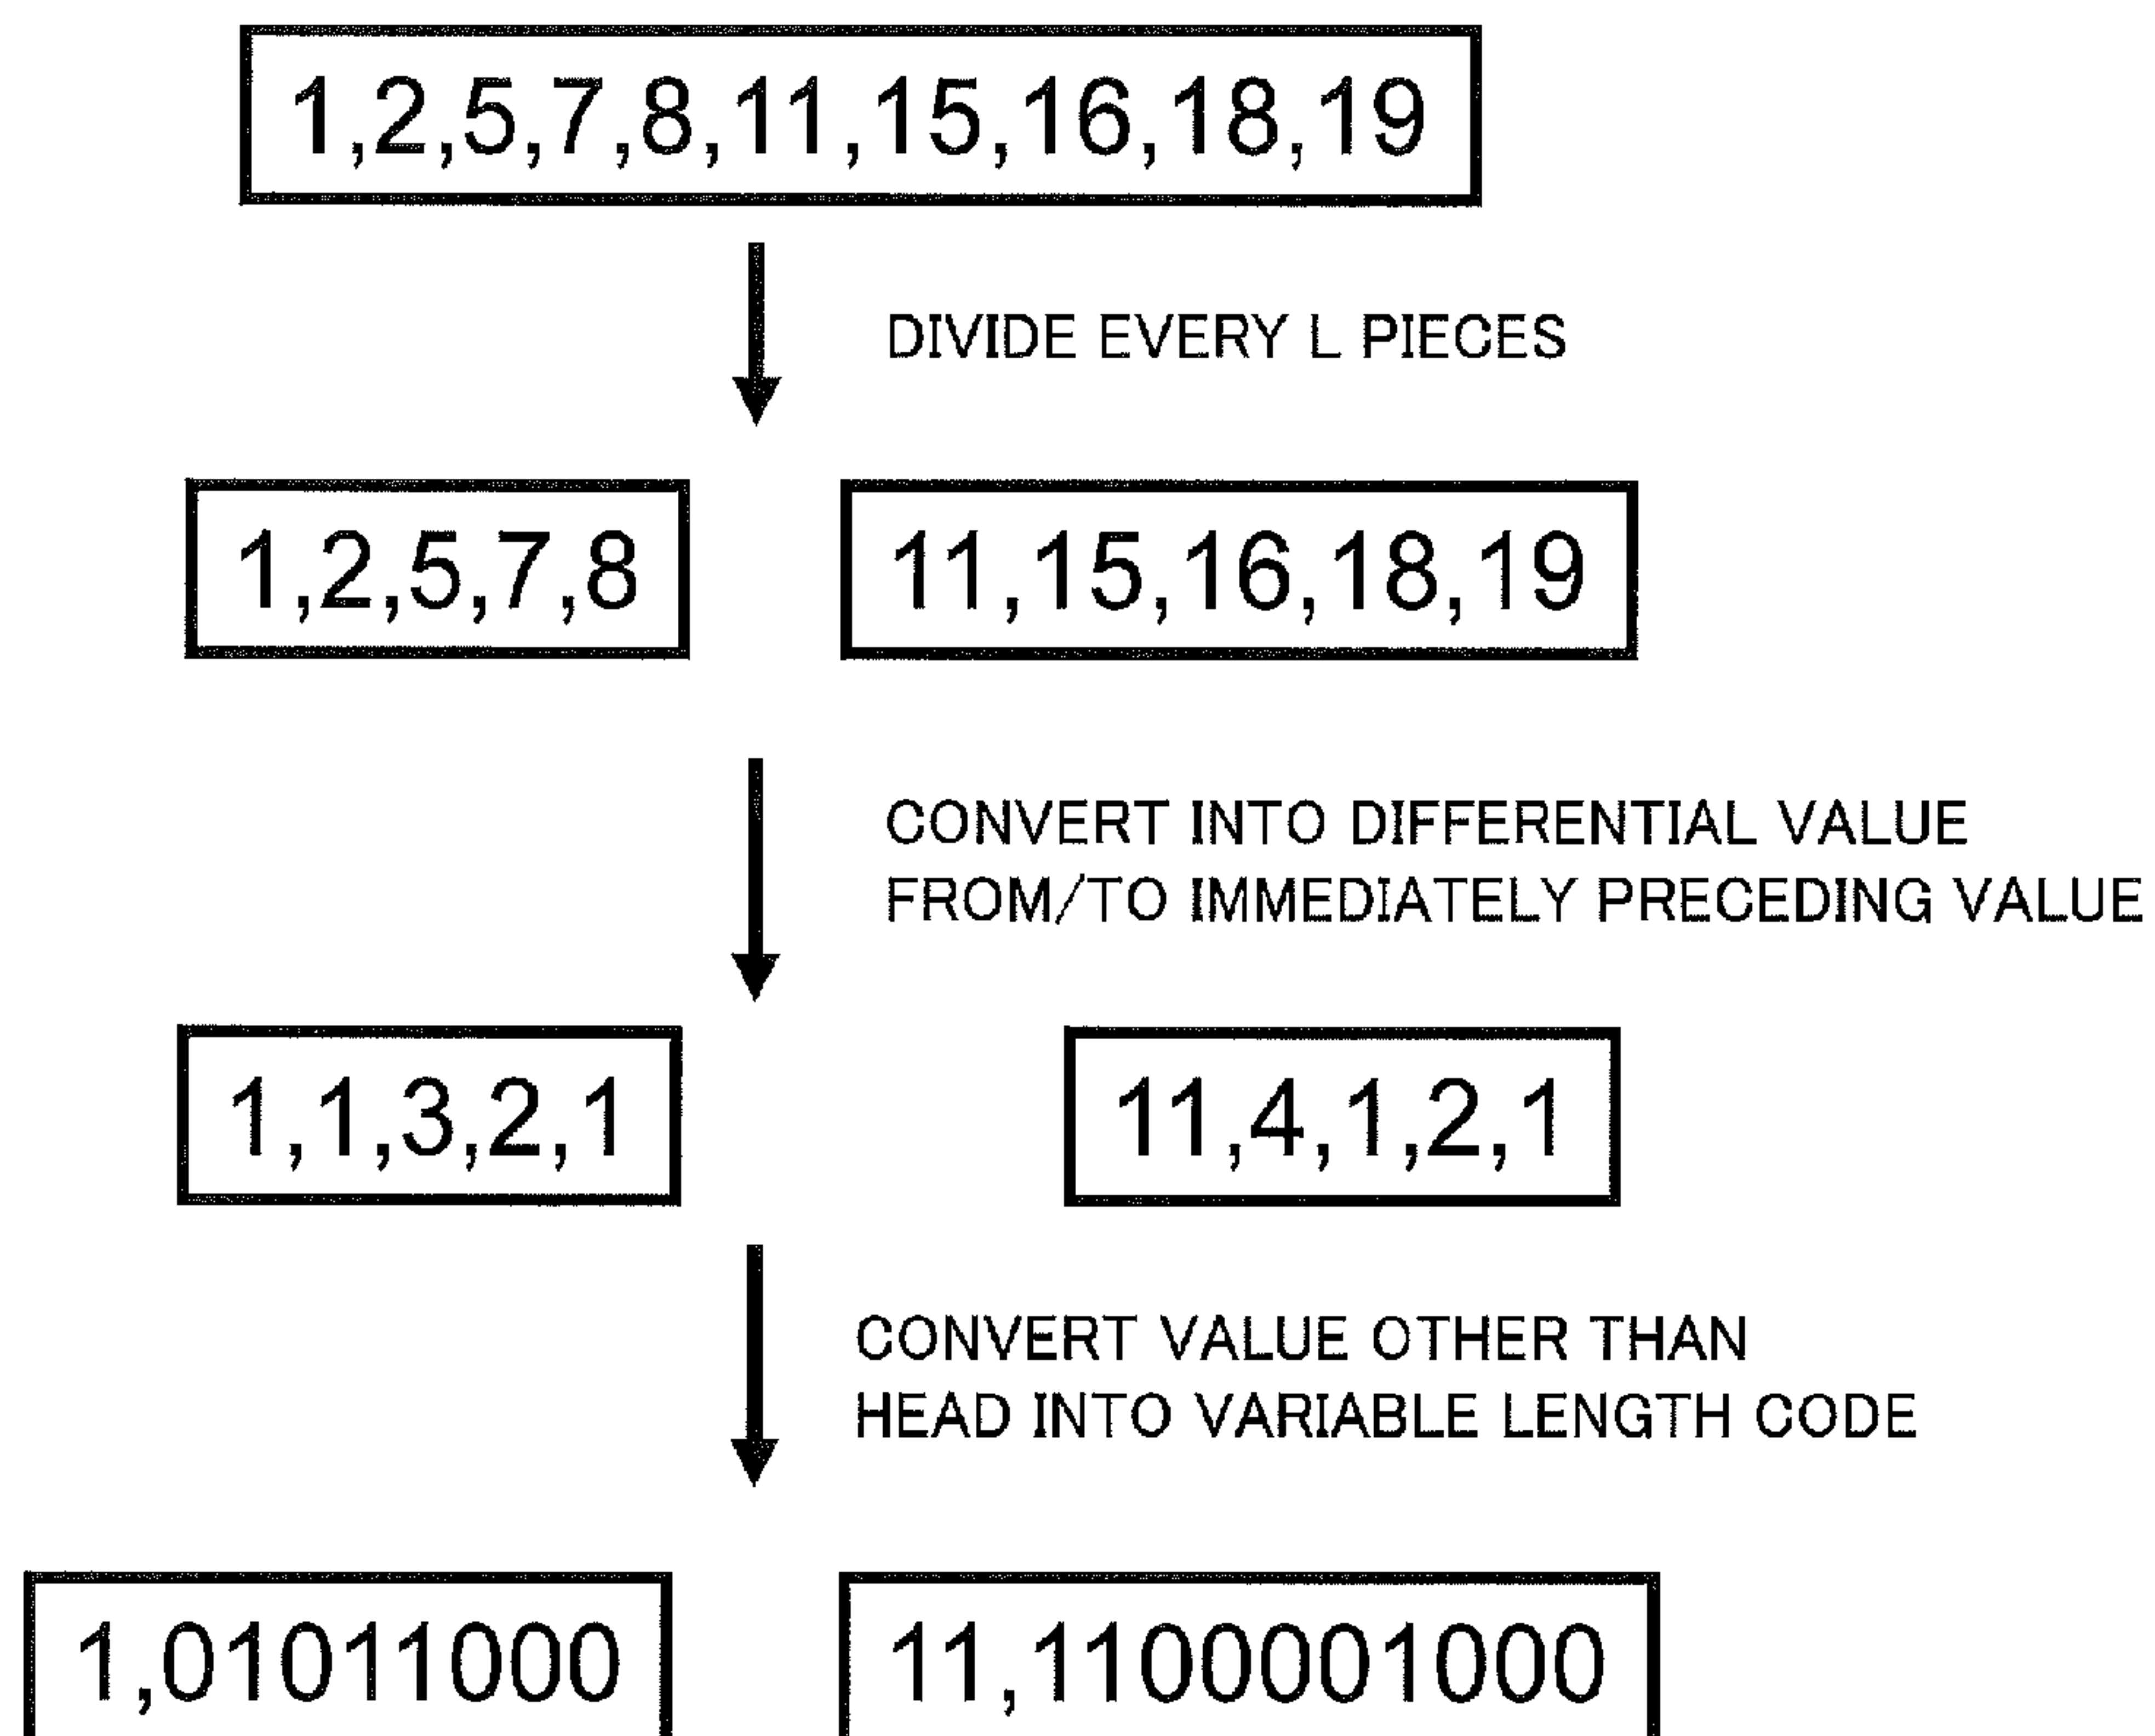 1,2,5,7,8,11,15,16,18,19
DIVIDE EVERY L PIECES
1,2,5,7,8
11,15,16,18,19
CONVERT INTO DIFFERENTIAL VALUE
FROM/TO IMMEDIATELY PRECEDING VALUE
1,1,3,2,1
11,4,1,2,1
CONVERT VALUE OTHER THAN
HEAD INTO VARIABLE LENGTH CODE
1,01011000
11,1100001000